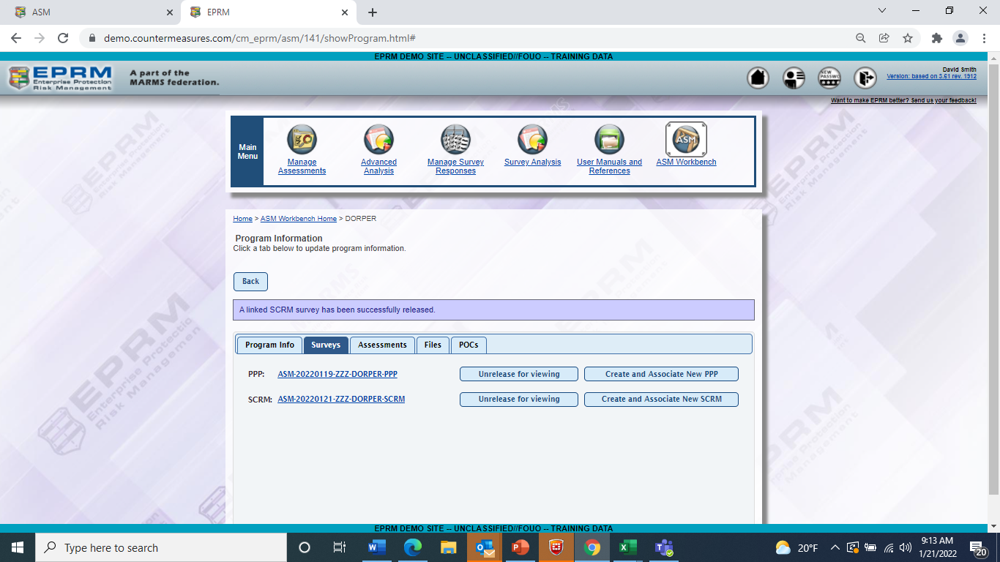 ASM
EPRM
demo.countermeasures.com/cm_eprm/asm/141/showProgram.html#
EPRM DEMO SITE -- UNCLASSIFIED//FOUO -- TRAINING DATA
EPRM
Enterprise Protection
Risk Management
A part of the
MARMS federation.
NEW
PASSWD
****
David Smith
Version: based on 3.61 rev. 1912
Want to make EPRM better? Send us your feedback!
Main
Menu
Manage
Assessments
Advanced
Analysis
Manage Survey
Responses
Survey Analysis
User Manuals and
References
ASM
ASM Workbench
Home > ASM Workbench Home > DORPER
Program Information
Click a tab below to update program information.
Back
A linked SCRM survey has been successfully released.
Program Info Surveys Assessments Files POCs
PPP: ASM-20220119-ZZZ-DORPER-PPP Unrelease for viewing Create and Associate New PPP
SCRM: ASM-20220121-ZZZ-DORPER-SCRM Unrelease for viewing Create and Associate New SCRM
EPRM DEMO SITE -- UNCLASSIFIED//FOUO -- TRAINING DATA
Type here to search
20°F
9:13 AM
1/21/2022
20